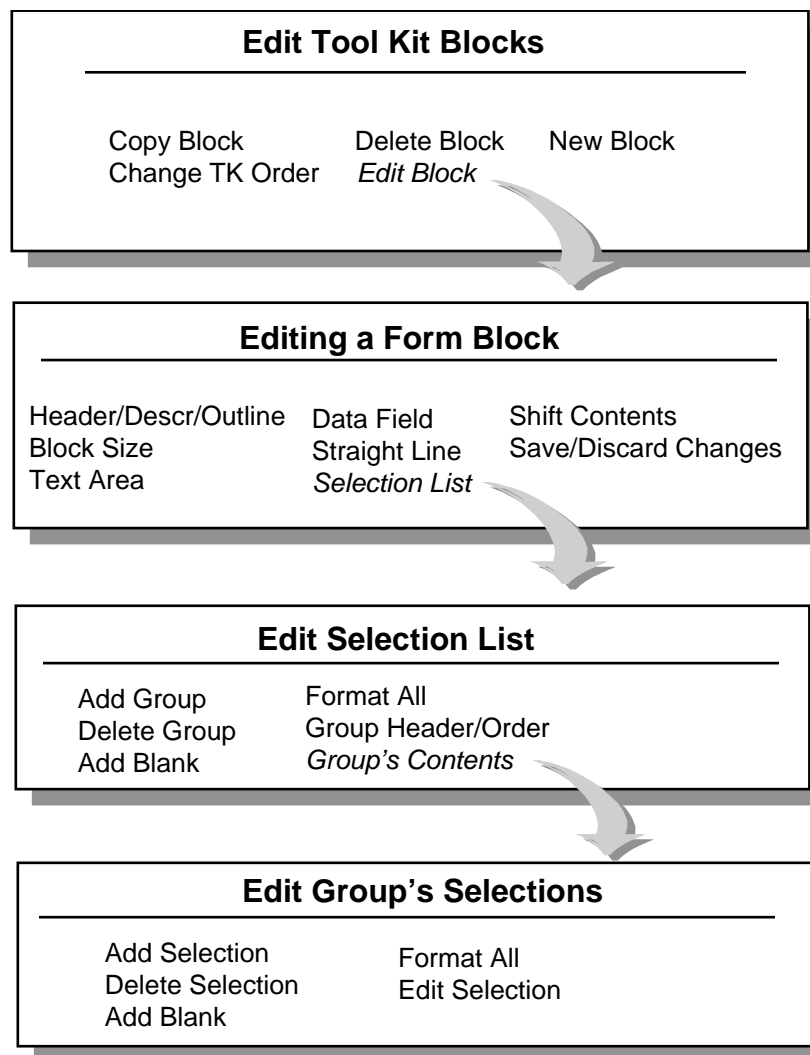 Edit Tool Kit Blocks
Copy Block Delete Block New Block
Change TK Order Edit Block
Editing a Form Block
Header/Descr/Outline Data Field Shift Contents
Block Size Straight Line Save/Discard Changes
Text Area Selection List
Edit Selection List
Add Group Format All
Delete Group Group Header/Order
Add Blank Group’s Contents
Edit Group’s Selections
Add Selection Format All
Delete Selection Edit Selection
Add Blank